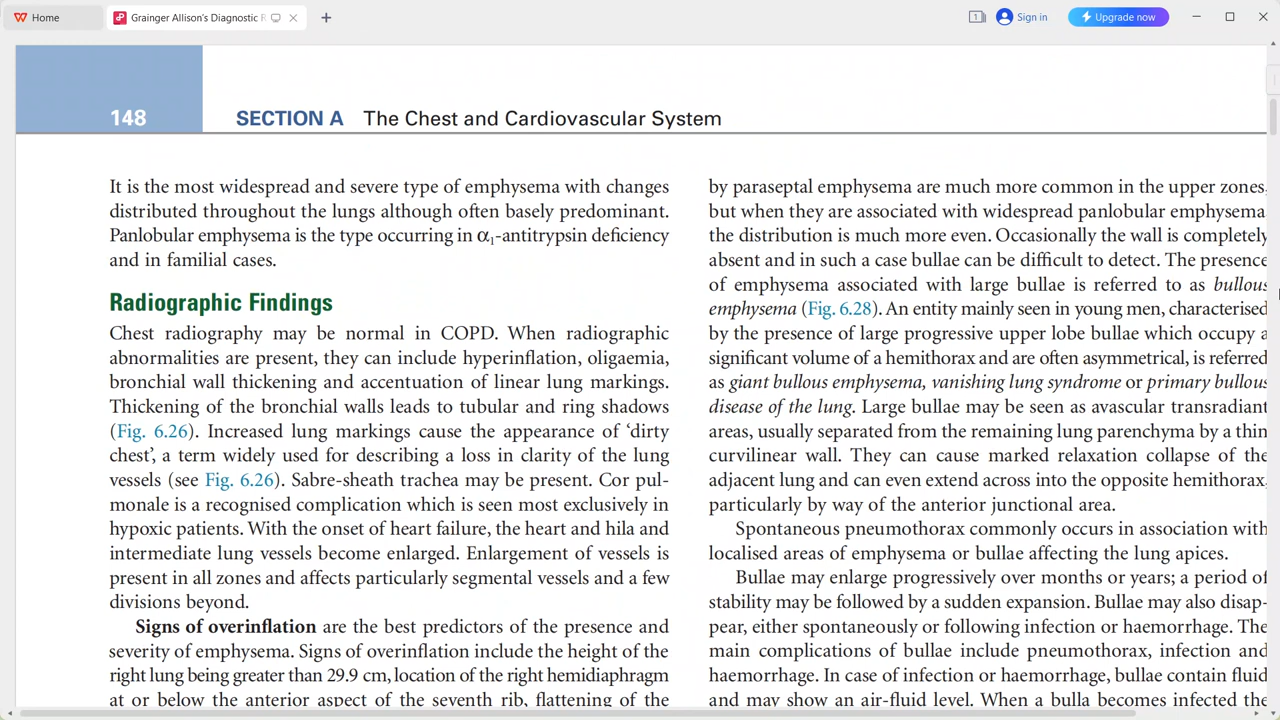 Home
Grainger Allison's Diagnostic
1
Sign in
Upgrade now
148
SECTION A The Chest and Cardiovascular System
It is the most widespread and severe type of emphysema with changes
distributed throughout the lungs although often basely predominant.
Panlobular emphysema is the type occurring in α1-antitrypsin deficiency
and in familial cases.
Radiographic Findings
Chest radiography may be normal in COPD. When radiographic
abnormalities are present, they can include hyperinflation, oligaemia,
bronchial wall thickening and accentuation of linear lung markings.
Thickening of the bronchial walls leads to tubular and ring shadows
(Fig. 6.26). Increased lung markings cause the appearance of 'dirty
chest', a term widely used for describing a loss in clarity of the lung
vessels (see Fig. 6.26). Sabre-sheath trachea may be present. Cor pul-
monale is a recognised complication which is seen most exclusively in
hypoxic patients. With the onset of heart failure, the heart and hila and
intermediate lung vessels become enlarged. Enlargement of vessels is
present in all zones and affects particularly segmental vessels and a few
divisions beyond.
Signs of overinflation are the best predictors of the presence and
severity of emphysema. Signs of overinflation include the height of the
right lung being greater than 29.9 cm, location of the right hemidiaphragm
at or below the anterior aspect of the seventh rib, flattening of the
by paraseptal emphysema are much more common in the upper zones,
but when they are associated with widespread panlobular emphysema
the distribution is much more even. Occasionally the wall is completely
absent and in such a case bullae can be difficult to detect. The presence
of emphysema associated with large bullae is referred to as bullous
emphysema (Fig. 6.28). An entity mainly seen in young men, characterised
by the presence of large progressive upper lobe bullae which occupy a
significant volume of a hemithorax and are often asymmetrical, is referred
as giant bullous emphysema, vanishing lung syndrome or primary bullous
disease of the lung. Large bullae may be seen as avascular transradiant
areas, usually separated from the remaining lung parenchyma by a thin
curvilinear wall. They can cause marked relaxation collapse of the
adjacent lung and can even extend across into the opposite hemithorax,
particularly by way of the anterior junctional area.
Spontaneous pneumothorax commonly occurs in association with
localised areas of emphysema or bullae affecting the lung apices.
Bullae may enlarge progressively over months or years; a period of
stability may be followed by a sudden expansion. Bullae may also disap-
pear, either spontaneously or following infection or haemorrhage. The
main complications of bullae include pneumothorax, infection and
haemorrhage. In case of infection or haemorrhage, bullae contain fluid
and may show an air-fluid level. When a bulla becomes infected the